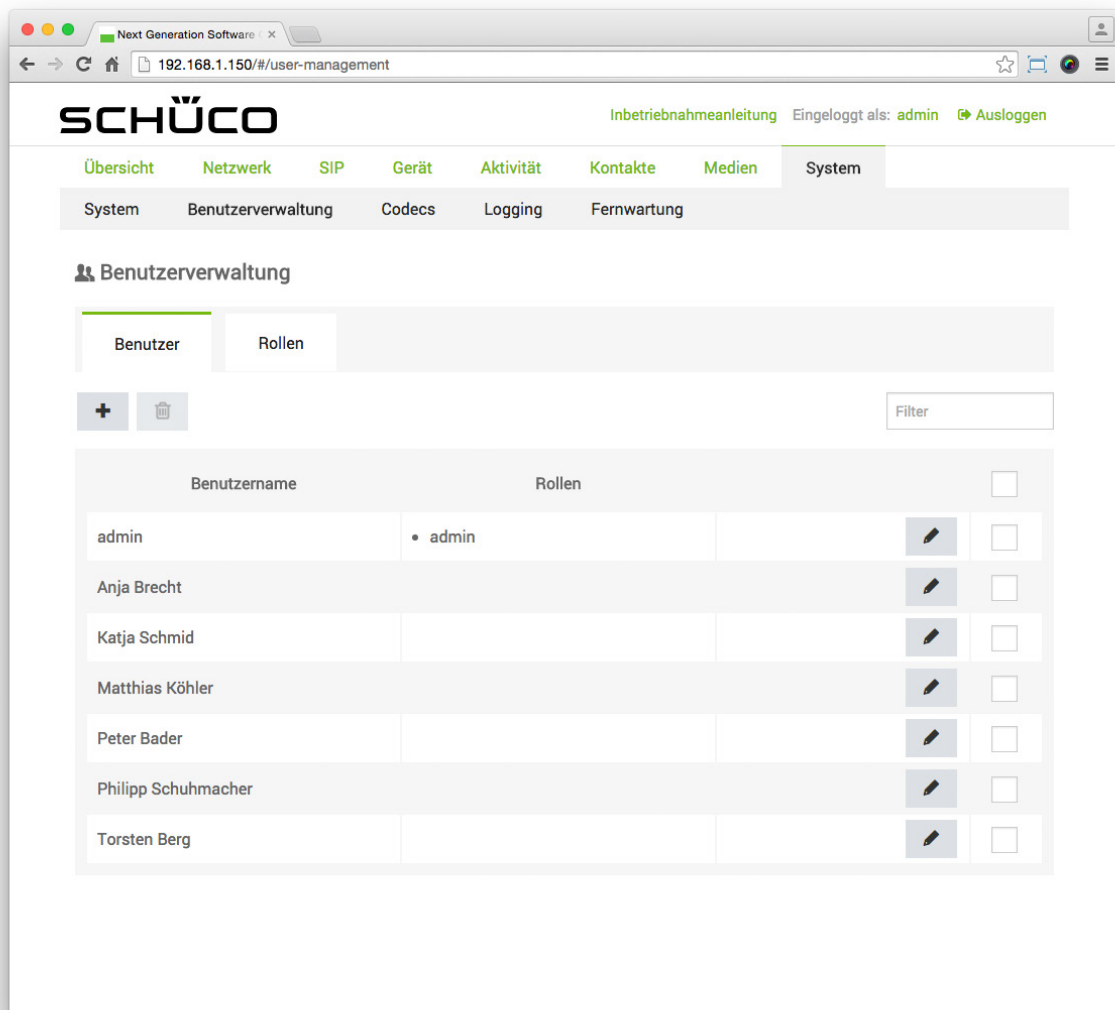 Next Generation Software
192.168.1.150/#/user-management
SCHÜCO
Inbetriebnahmeanleitung Eingeloggt als: admin Ausloggen
Übersicht Netzwerk SIP Gerät Aktivität Kontakte Medien System
System Benutzerverwaltung Codecs Logging Fernwartung
Benutzerverwaltung
Benutzer Rollen
Filter
Benutzername Rollen
admin • admin
Anja Brecht
Katja Schmid
Matthias Köhler
Peter Bader
Philipp Schuhmacher
Torsten Berg